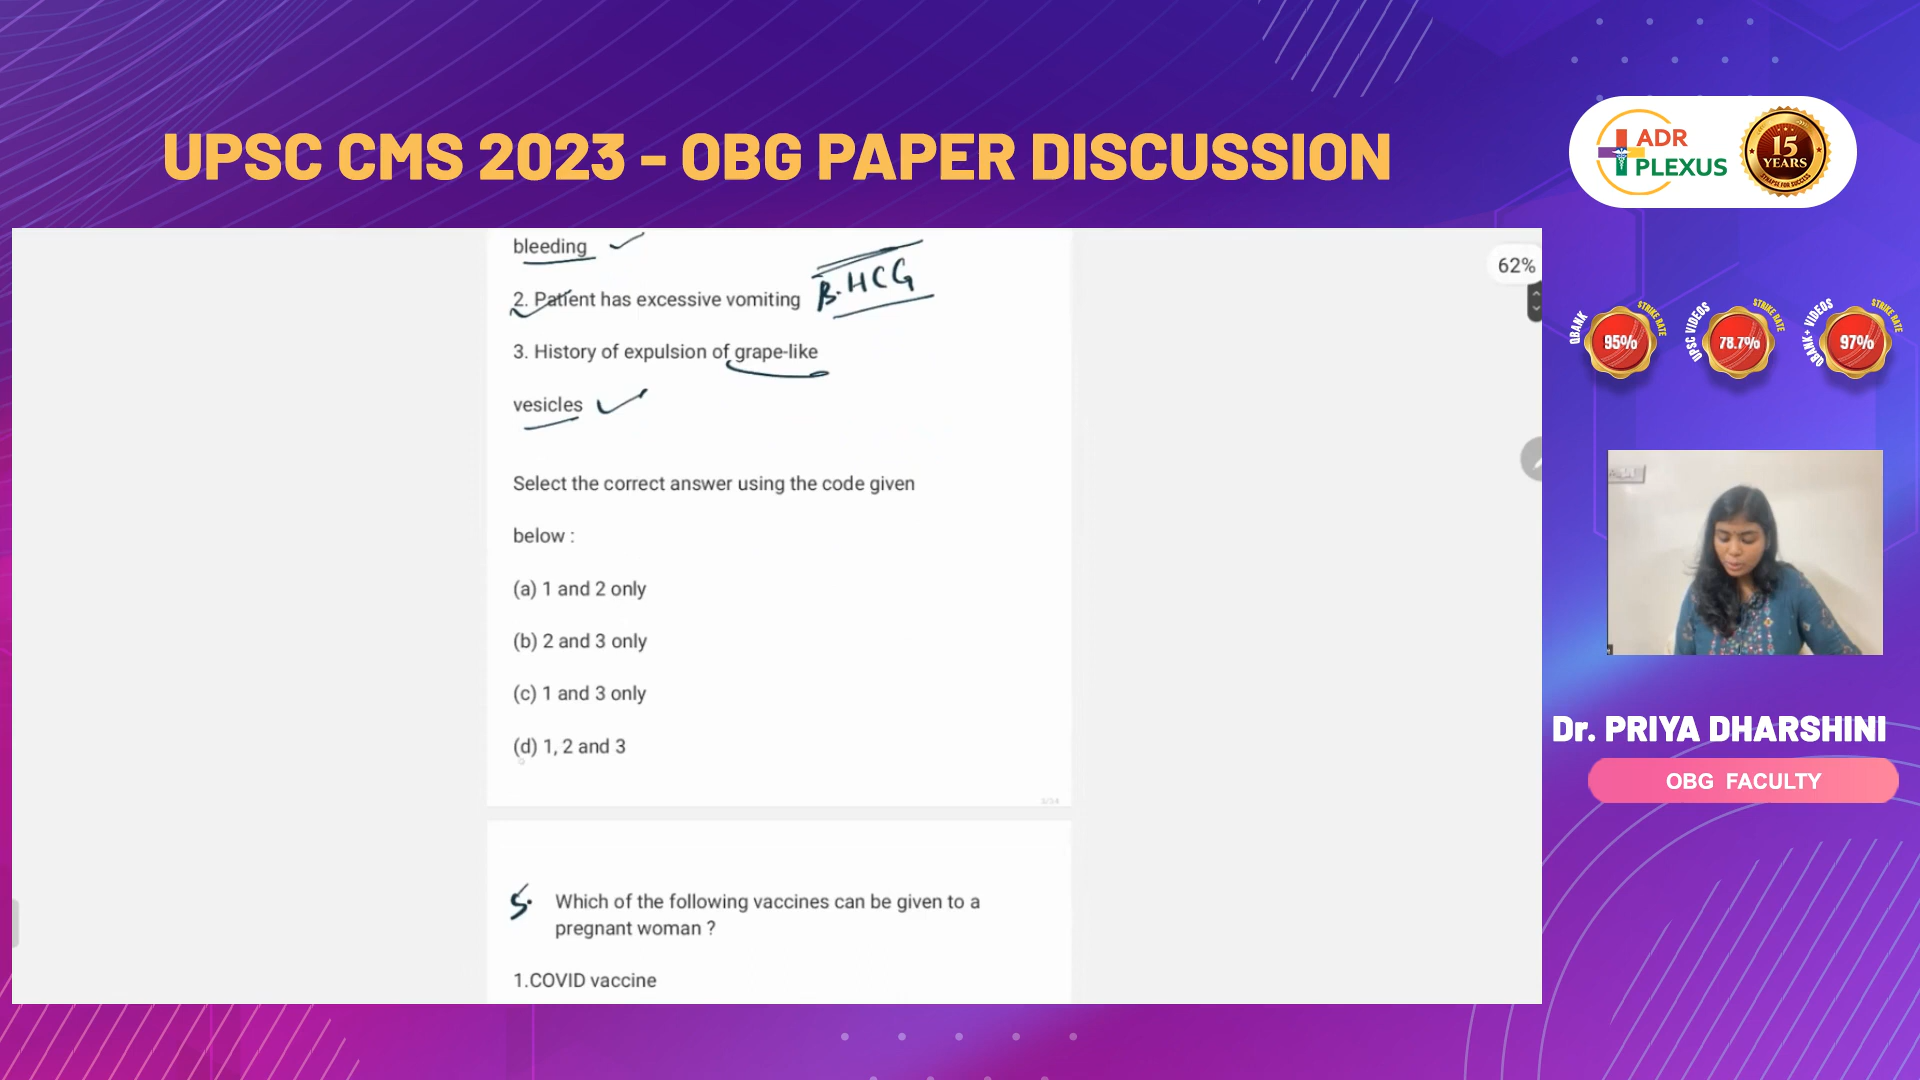 UPSC CMS 2023 - OBG PAPER DISCUSSION
ADR
PLEXUS
15
YEARS
STRIKE RATE
QBANK
95%
STRIKE RATE
UPSC VIDEOS
78.7%
STRIKE RATE
QBANK+ VIDEOS
97%
62%
bleeding
2. Patient has excessive vomiting
β-HCG
3. History of expulsion of grape-like
vesicles
Select the correct answer using the code given
below :
(a) 1 and 2 only
(b) 2 and 3 only
(c) 1 and 3 only
(d) 1, 2 and 3
5. Which of the following vaccines can be given to a
pregnant woman ?
1.COVID vaccine
Dr. PRIYA DHARSHINI
OBG FACULTY